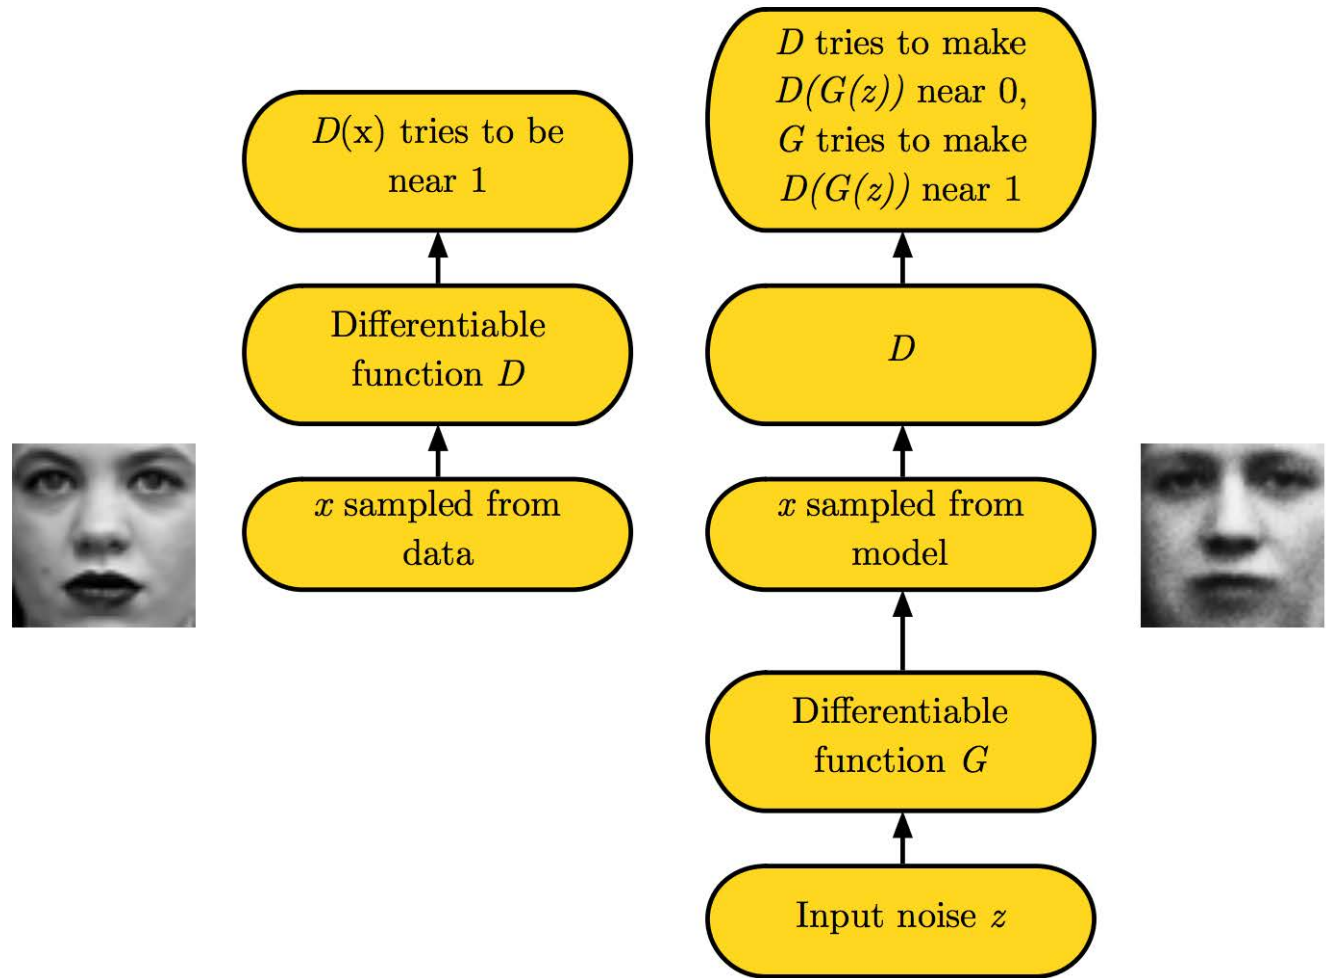 D(x) tries to be
near 1
Differentiable
function D
x sampled from
data
D tries to make
D(G(z)) near 0,
G tries to make
D(G(z)) near 1
D
x sampled from
model
Differentiable
function G
Input noise z